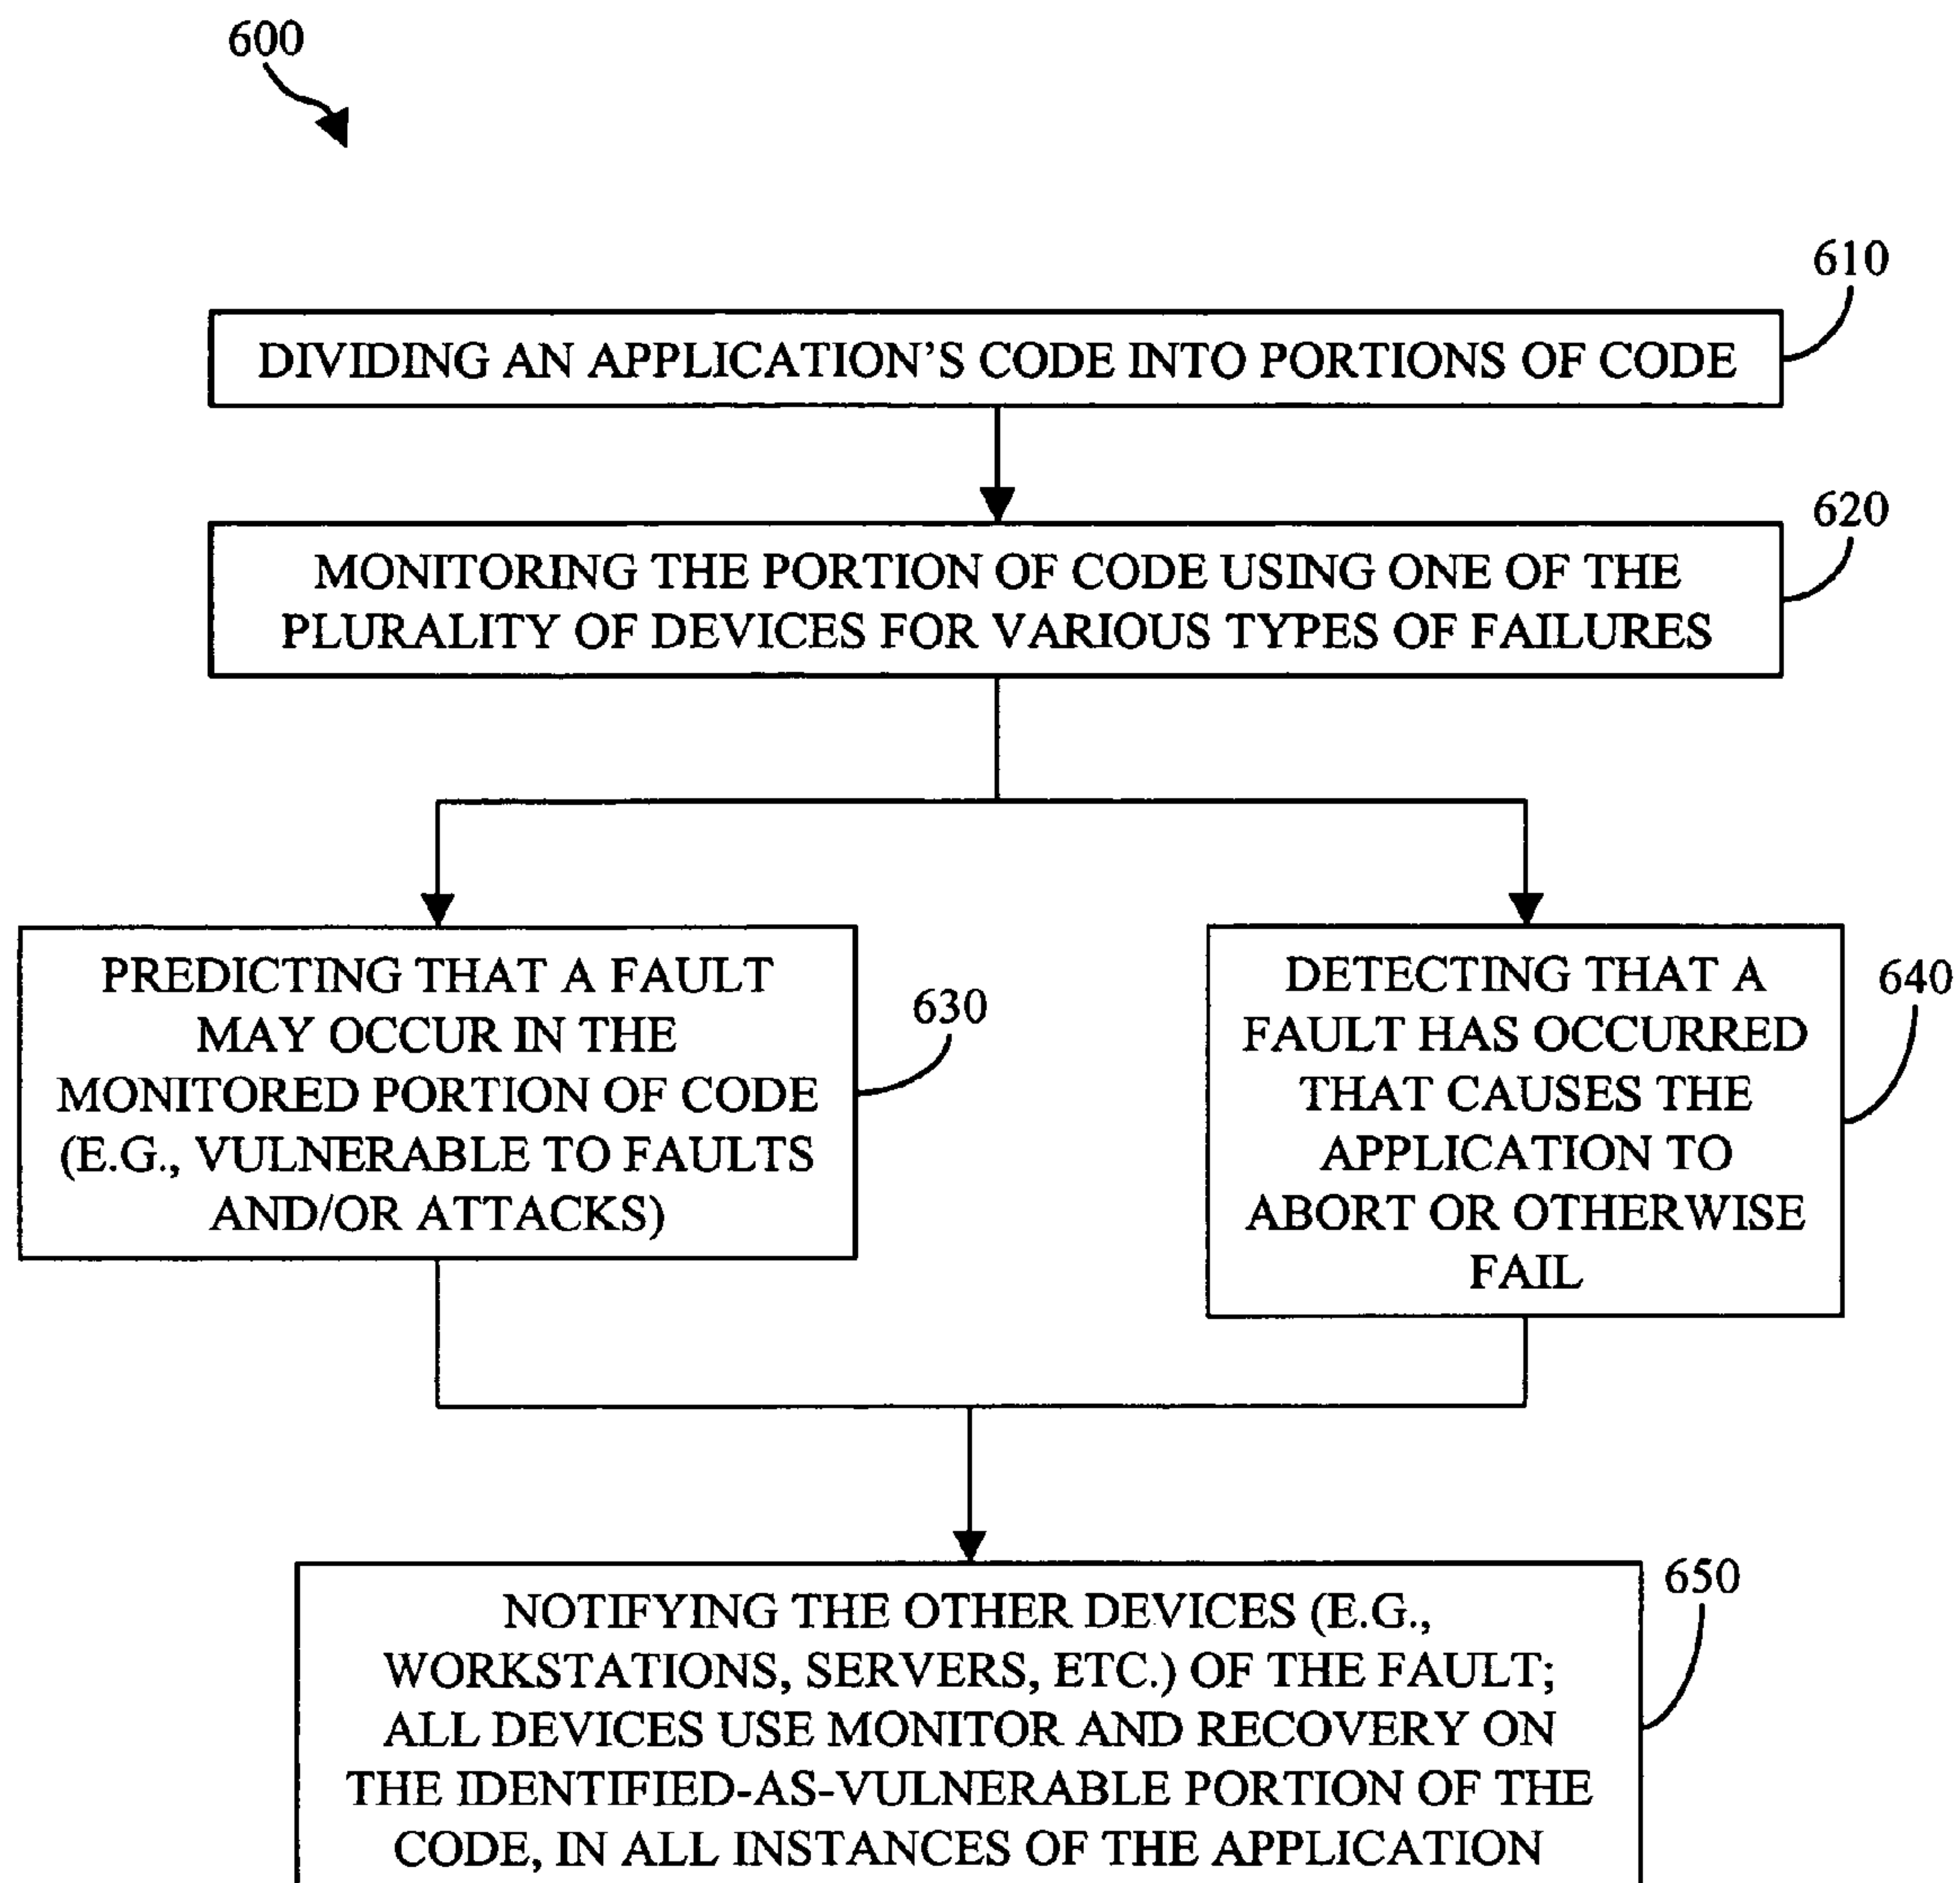 600
610
DIVIDING AN APPLICATION'S CODE INTO PORTIONS OF CODE
620
MONITORING THE PORTION OF CODE USING ONE OF THE
PLURALITY OF DEVICES FOR VARIOUS TYPES OF FAILURES
630
PREDICTING THAT A FAULT
MAY OCCUR IN THE
MONITORED PORTION OF CODE
(E.G., VULNERABLE TO FAULTS
AND/OR ATTACKS)
640
DETECTING THAT A
FAULT HAS OCCURRED
THAT CAUSES THE
APPLICATION TO
ABORT OR OTHERWISE
FAIL
650
NOTIFYING THE OTHER DEVICES (E.G.,
WORKSTATIONS, SERVERS, ETC.) OF THE FAULT;
ALL DEVICES USE MONITOR AND RECOVERY ON
THE IDENTIFIED-AS-VULNERABLE PORTION OF THE
CODE, IN ALL INSTANCES OF THE APPLICATION